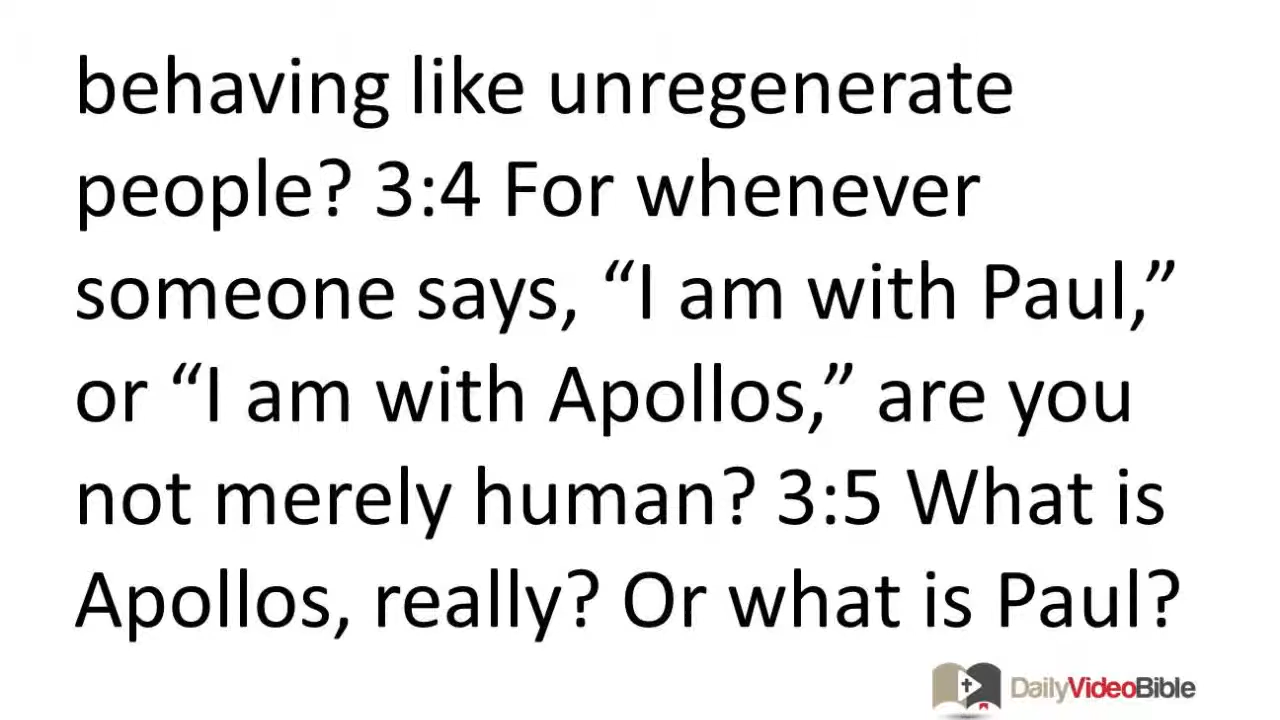 behaving like unregenerate
people? 3:4 For whenever
someone says, “I am with Paul,”
or “I am with Apollos,” are you
not merely human? 3:5 What is
Apollos, really? Or what is Paul?
DailyVideoBible